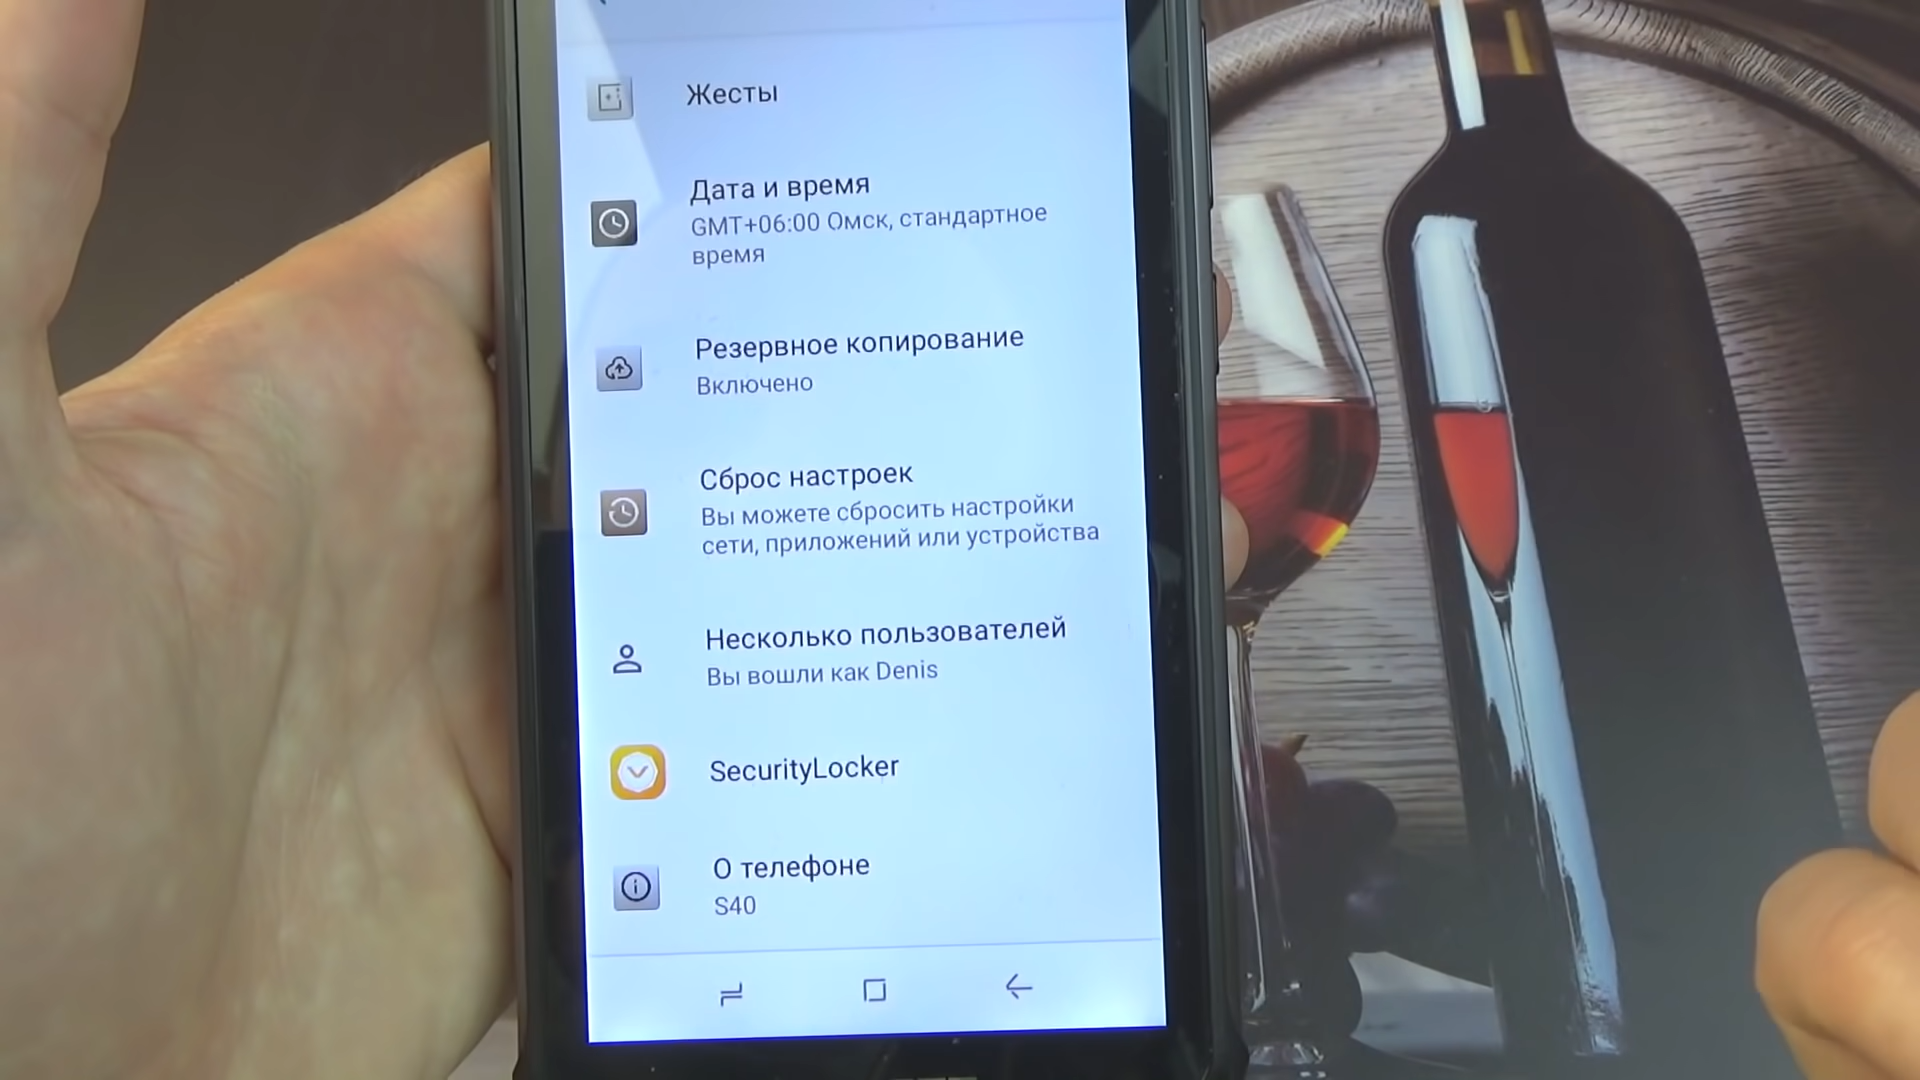 Жесты
Дата и время
GMT+06:00 Омск, стандартное
время
Резервное копирование
Включено
Сброс настроек
Вы можете сбросить настройки
сети, приложений или устройства
Несколько пользователей
Вы вошли как Denis
SecurityLocker
О телефоне
S40